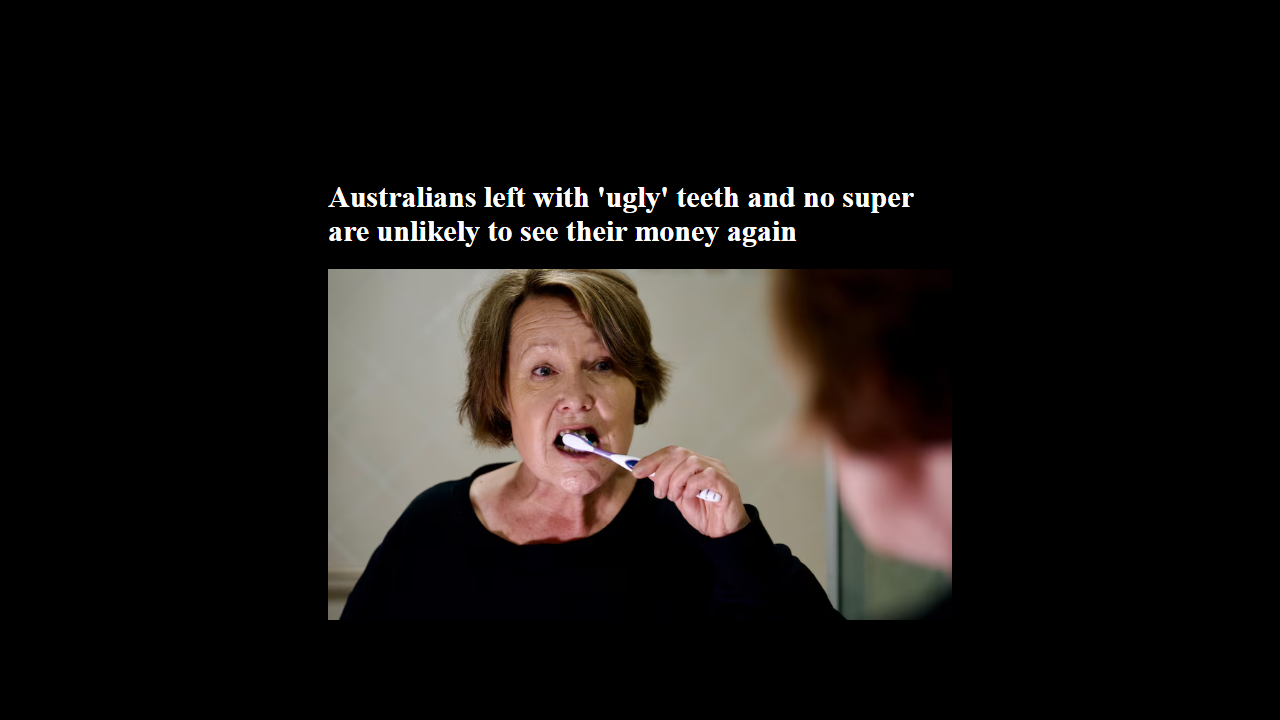 Australians left with 'ugly' teeth and no super
are unlikely to see their money again